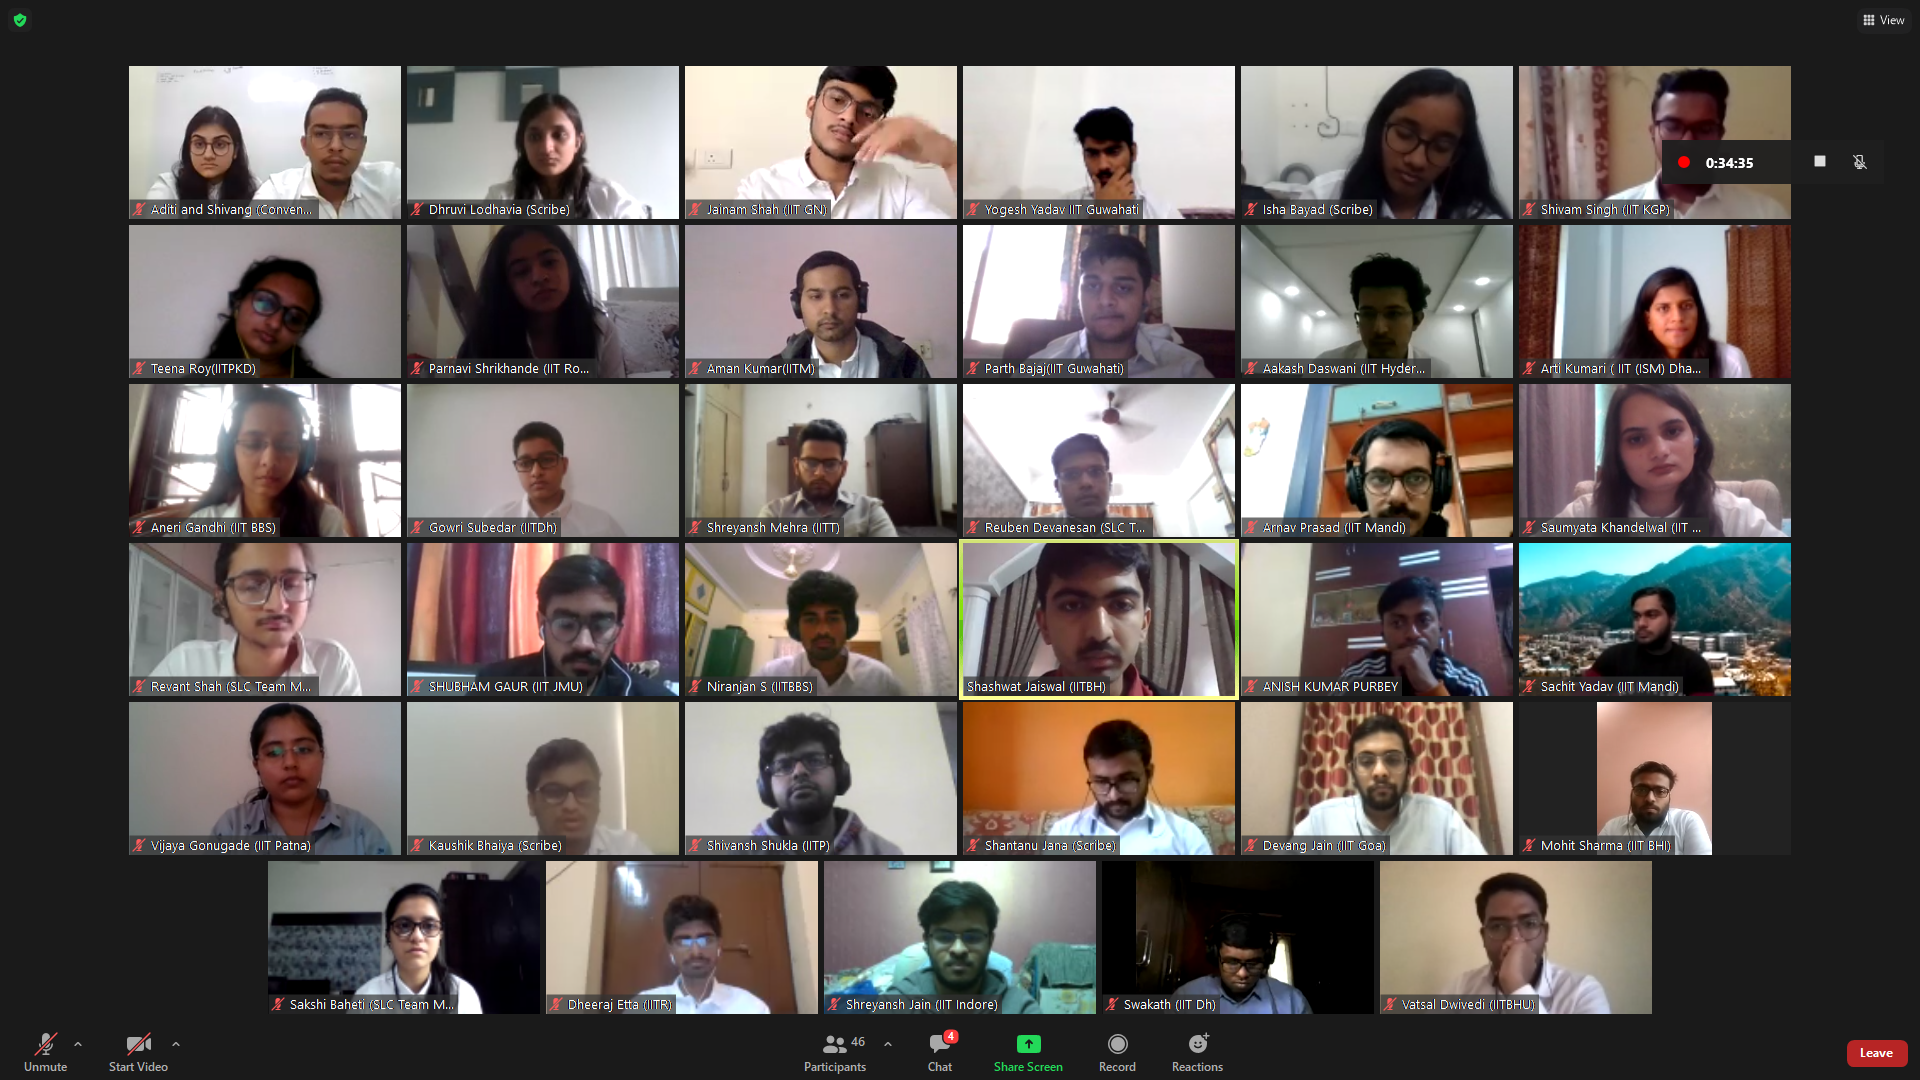 View
0:34:35
Aditi and Shivang (Conven...
Dhruvi Lodhavia (Scribe)
Jainam Shah (IIT GN)
Yogesh Yadav IIT Guwahati
Isha Bayad (Scribe)
Shivam Singh (IIT KGP)
Teena Roy(IITPKD)
Parnavi Shrikhande (IIT Ro...
Aman Kumar(IITM)
Parth Bajaj(IIT Guwahati)
Aakash Daswani (IIT Hyder...
Arti Kumari ( IIT (ISM) Dha...
Aneri Gandhi (IIT BBS)
Gowri Subedar (IITDh)
Shreyansh Mehra (IITT)
Reuben Devanesan (SLC T...
Arnav Prasad (IIT Mandi)
Saumyata Khandelwal (IIT ...
Revant Shah (SLC Team M...
SHUBHAM GAUR (IIT JMU)
Niranjan S (IITBBS)
Shashwat Jaiswal (IITBH)
ANISH KUMAR PURBEY
Sachit Yadav (IIT Mandi)
Vijaya Gonugade (IIT Patna)
Kaushik Bhaiya (Scribe)
Shivansh Shukla (IITP)
Shantanu Jana (Scribe)
Devang Jain (IIT Goa)
Mohit Sharma (IIT BHI)
Sakshi Baheti (SLC Team M...
Dheeraj Etta (IITR)
Shreyansh Jain (IIT Indore)
Swakath (IIT Dh)
Vatsal Dwivedi (IITBHU)
Unmute
Start Video
46
Participants
4
Chat
Share Screen
Record
Reactions
Leave